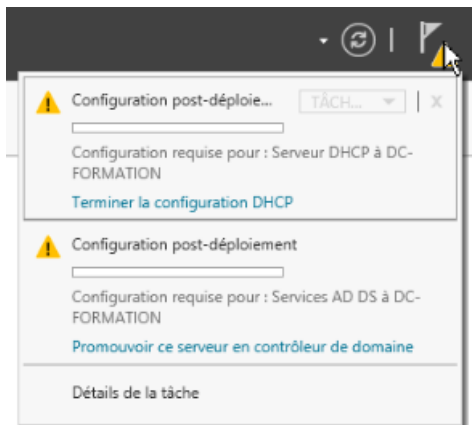 Configuration post-déploie...
TÂCH...
X
Configuration requise pour : Serveur DHCP à DC-
FORMATION
Terminer la configuration DHCP
Configuration post-déploiement
Configuration requise pour : Services AD DS à DC-
FORMATION
Promouvoir ce serveur en contrôleur de domaine
Détails de la tâche